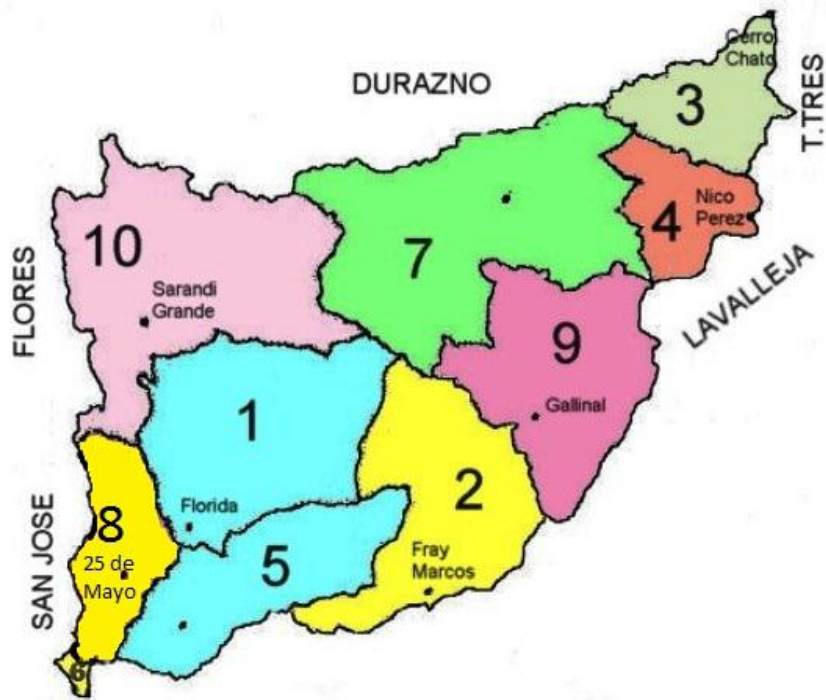 Cerro
Chato
DURAZNO
T.TRES
3
Nico
Perez
4
10
7
FLORES
LAVALLEJA
Sarandi
Grande
9
1
Gallinal
2
Florida
8
SAN JOSE
25 de
Mayo
5
Fray
Marcos
6